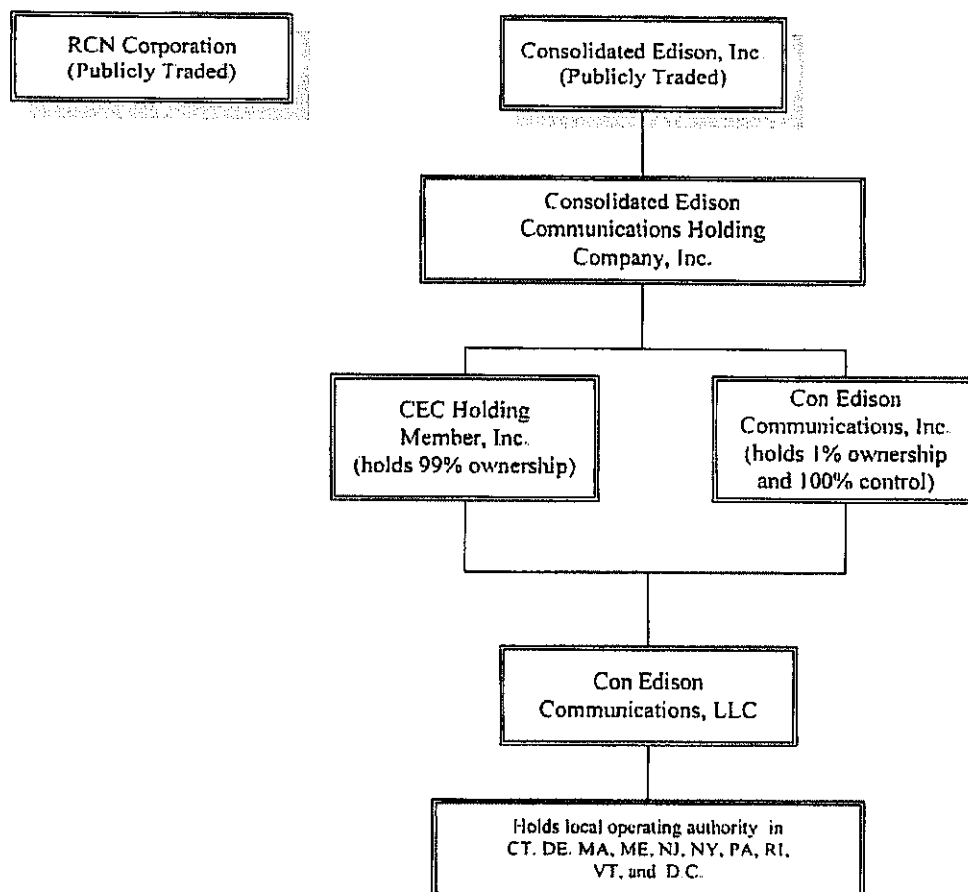 RCN Corporation
(Publicly Traded)
Consolidated Edison, Inc.
(Publicly Traded)
Consolidated Edison
Communications Holding
Company, Inc.
CEC Holding
Member, Inc.
(holds 99% ownership)
Con Edison
Communications, Inc.
(holds 1% ownership
and 100% control)
Con Edison
Communications, LLC
Holds local operating authority in
CT, DE, MA, ME, NJ, NY, PA, RI,
VT, and D.C.